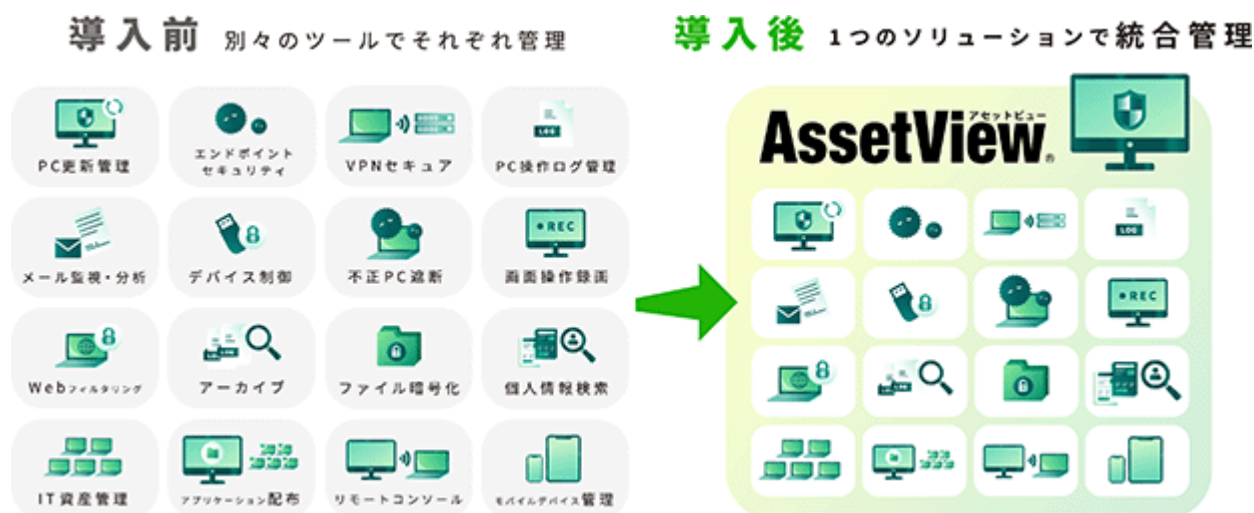 導入前 別々のツールでそれぞれ管理
PC更新管理
エンドポイント
セキュリティ
VPNセキュア
LOG
PC操作ログ管理
メール監視・分析
デバイス制御
不正PC遮断
REC
画面操作録画
Webフィルタリング
アーカイブ
ファイル暗号化
個人情報検索
IT資産管理
アプリケーション配布
リモートコンソール
モバイルデバイス管理
導入後 1つのソリューションで統合管理
アセットビュー
AssetView®
LOG
REC